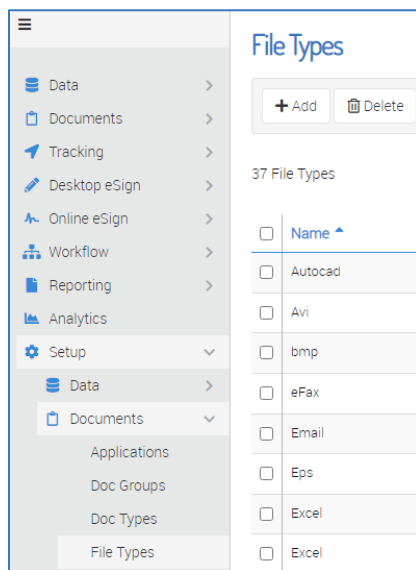 File Types
Data
Documents
Tracking
Desktop eSign
Online eSign
Workflow
Reporting
Analytics
Setup
Data
Documents
Applications
Doc Groups
Doc Types
File Types
Add Delete
37 File Types
Name
Autocad
Avi
bmp
eFax
Email
Eps
Excel
Excel